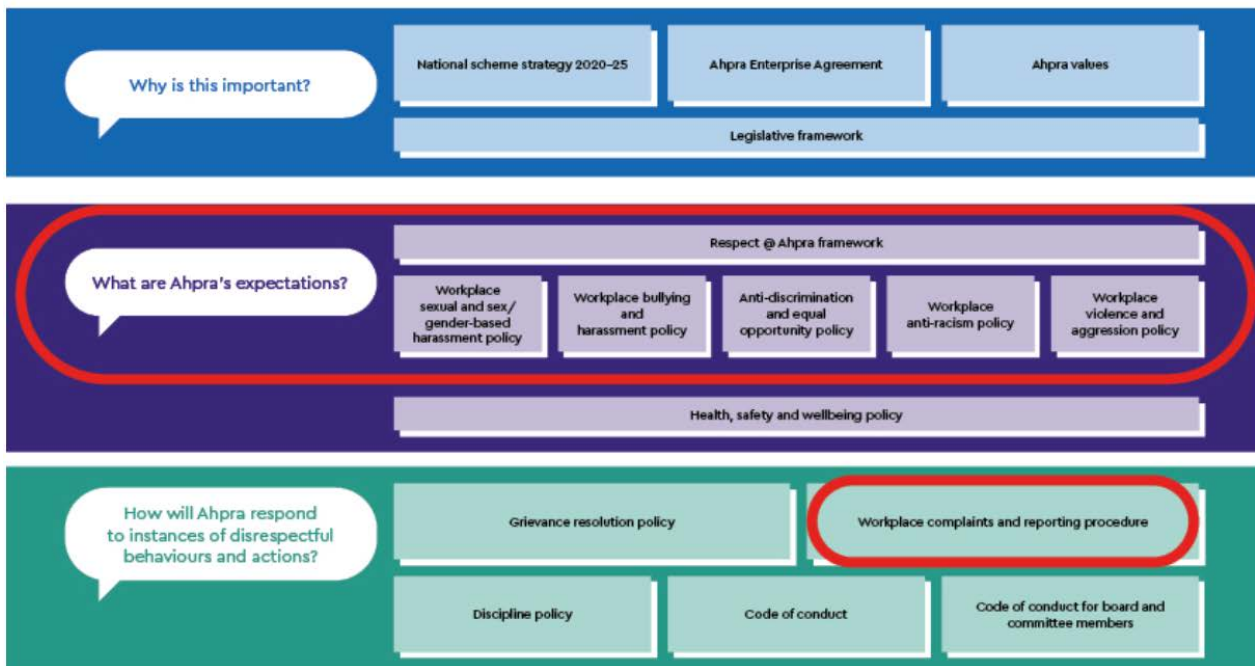 Why is this important?
National scheme strategy 2020–25
Ahpra Enterprise Agreement
Ahpra values
Legislative framework
What are Ahpra's expectations?
Respect @ Ahpra framework
Workplace
sexual and sex/
gender-based
harassment policy
Workplace bullying
and
harassment policy
Anti-discrimination
and equal
opportunity policy
Workplace
anti-racism policy
Workplace
violence and
aggression policy
Health, safety and wellbeing policy
How will Ahpra respond
to instances of disrespectful
behaviours and actions?
Grievance resolution policy
Workplace complaints and reporting procedure
Discipline policy
Code of conduct
Code of conduct for board and
committee members